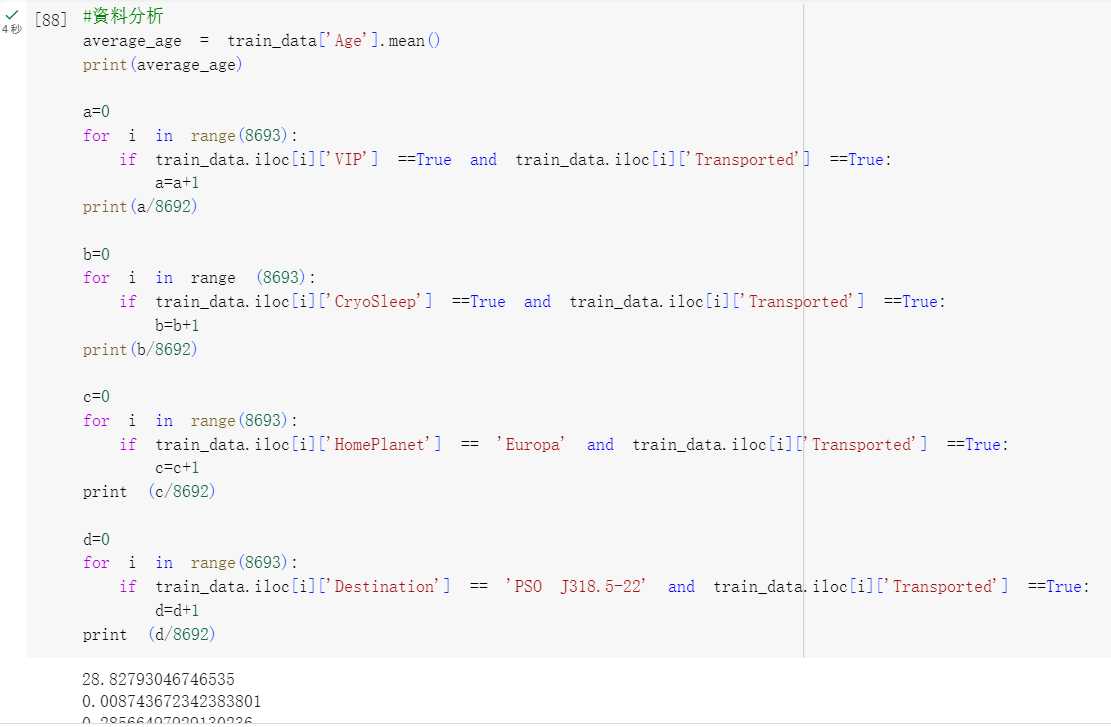 4 秒
[88]
#資料分析
average_age = train_data['Age'].mean()
print(average_age)
a=0
for i in range(8693):
if train_data.iloc[i]['VIP'] ==True and train_data.iloc[i]['Transported'] ==True:
a=a+1
print(a/8692)
b=0
for i in range (8693):
if train_data.iloc[i]['CryoSleep'] ==True and train_data.iloc[i]['Transported'] ==True:
b=b+1
print(b/8692)
c=0
for i in range(8693):
if train_data.iloc[i]['HomePlanet'] == 'Europa' and train_data.iloc[i]['Transported'] ==True:
c=c+1
print (c/8692)
d=0
for i in range(8693):
if train_data.iloc[i]['Destination'] == 'PSO J318.5-22' and train_data.iloc[i]['Transported'] ==True:
d=d+1
print (d/8692)
28.82793046746535
0.008743672342383801